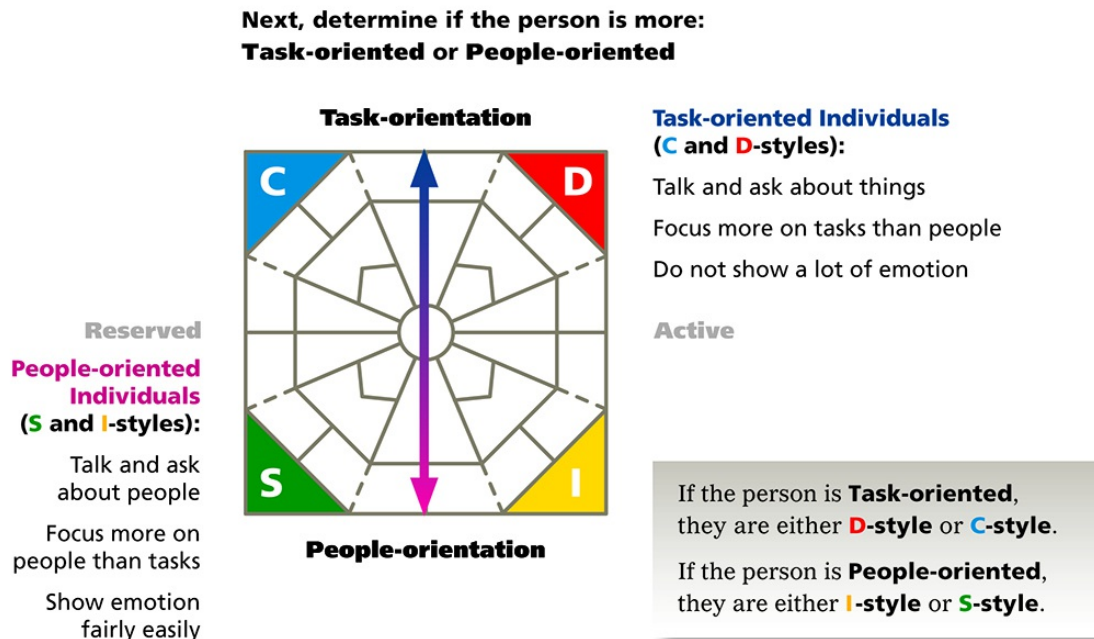 Next, determine if the person is more:
Task-oriented or People-oriented
Task-orientation
C
D
S
I
People-orientation
Task-oriented Individuals
(C and D-styles):
Talk and ask about things
Focus more on tasks than people
Do not show a lot of emotion
Reserved
Active
People-oriented
Individuals
(S and I-styles):
Talk and ask
about people
Focus more on
people than tasks
Show emotion
fairly easily
If the person is Task-oriented,
they are either D-style or C-style.
If the person is People-oriented,
they are either I-style or S-style.